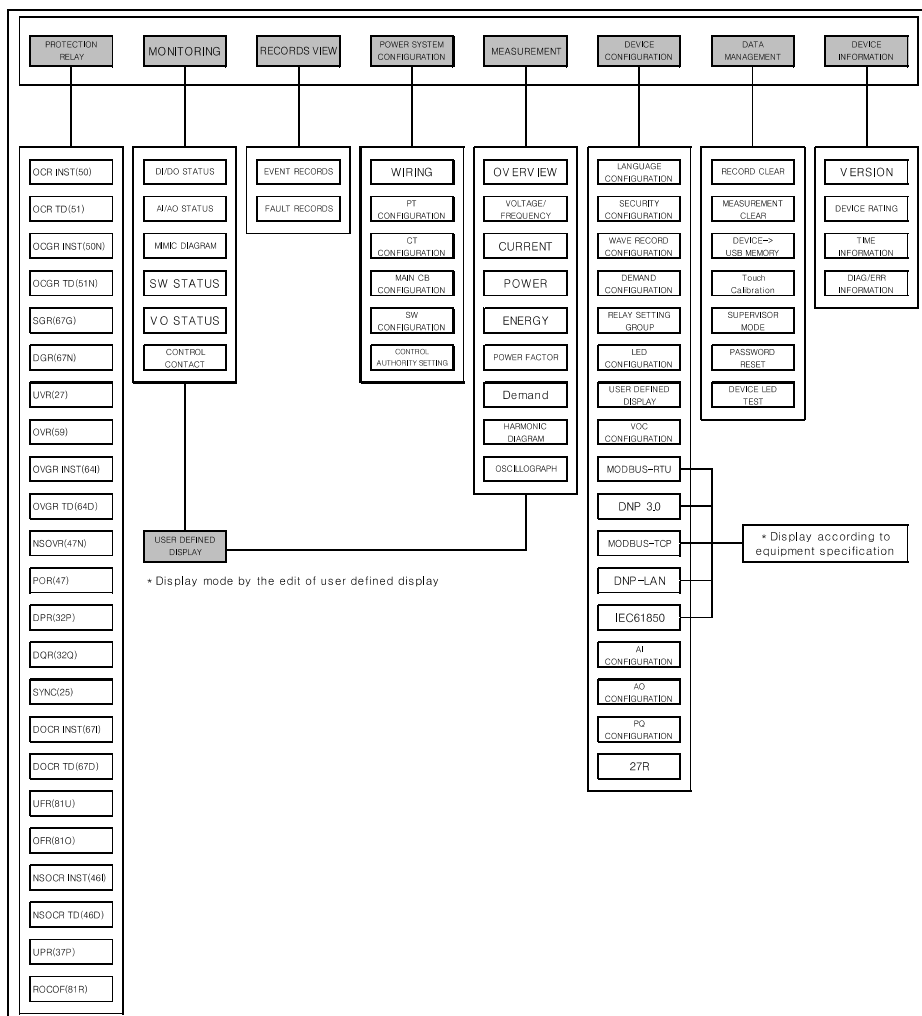 PROTECTION
RELAY
MONITORING
RECORDS VIEW
POWER SYSTEM
CONFIGURATION
MEASUREMENT
DEVICE
CONFIGURATION
DATA
MANAGEMENT
DEVICE
INFORMATION
OCR INST(50)
OCR TD(51)
OCGR INST(50N)
OCGR TD(51N)
SGR(67G)
DGR(67N)
UVR(27)
OVR(59)
OVGR INST(64I)
OVGR TD(64D)
NSOVR(47N)
POR(47)
DPR(32P)
DQR(32Q)
SYNC(25)
DOCR INST(67I)
DOCR TD(67D)
UFR(81U)
OFR(81O)
NSOCR INST(46I)
NSOCR TD(46D)
UPR(37P)
ROCOF(81R)
DI/DO STATUS
AI/AO STATUS
MIMIC DIAGRAM
SW STATUS
VO STATUS
CONTROL
CONTACT
EVENT RECORDS
FAULT RECORDS
WIRING
PT
CONFIGURATION
CT
CONFIGURATION
MAIN CB
CONFIGURATION
SW
CONFIGURATION
CONTROL
AUTHORITY SETTING
OVERVIEW
VOLTAGE/
FREQUENCY
CURRENT
POWER
ENERGY
POWER FACTOR
Demand
HARMONIC
DIAGRAM
OSCILLOGRAPH
LANGUAGE
CONFIGURATION
SECURITY
CONFIGURATION
WAVE RECORD
CONFIGURATION
DEMAND
CONFIGURATION
RELAY SETTING
GROUP
LED
CONFIGURATION
USER DEFINED
DISPLAY
VOC
CONFIGURATION
MODBUS-RTU
DNP 3.0
MODBUS-TCP
DNP-LAN
IEC61850
AI
CONFIGURATION
AO
CONFIGURATION
PQ
CONFIGURATION
27R
RECORD CLEAR
MEASUREMENT
CLEAR
DEVICE->
USB MEMORY
Touch
Calibration
SUPERVISOR
MODE
PASSWORD
RESET
DEVICE LED
TEST
VERSION
DEVICE RATING
TIME
INFORMATION
DIAG/ERR
INFORMATION
USER DEFINED
DISPLAY
* Display mode by the edit of user defined display
* Display according to
equipment specification